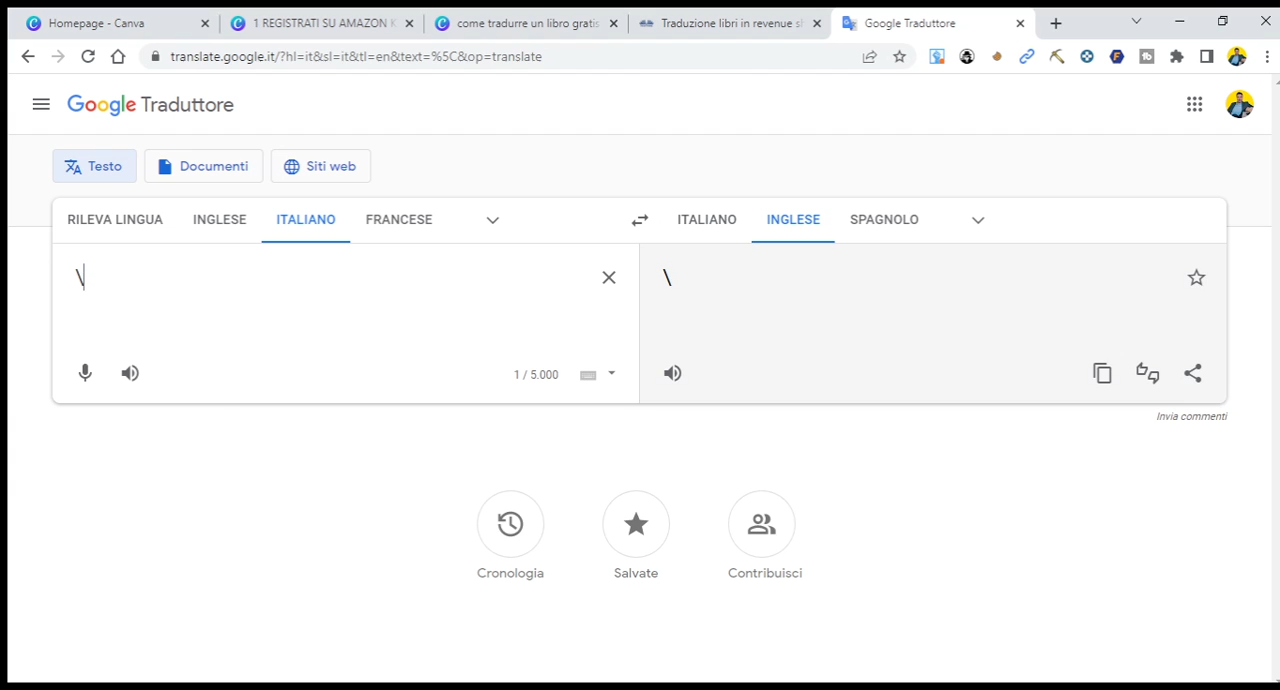 Homepage - Canva
1 REGISTRATI SU AMAZON K
come tradurre un libro gratis
Traduzione libri in revenue sh
Google Traduttore
translate.google.it/?hl=it&sl=it&tl=en&text=%5C&op=translate
Google Traduttore
Testo
Documenti
Siti web
RILEVA LINGUA INGLESE ITALIANO FRANCESE
ITALIANO INGLESE SPAGNOLO
\
\
1 / 5.000
Invia commenti
Cronologia
Salvate
Contribuisci